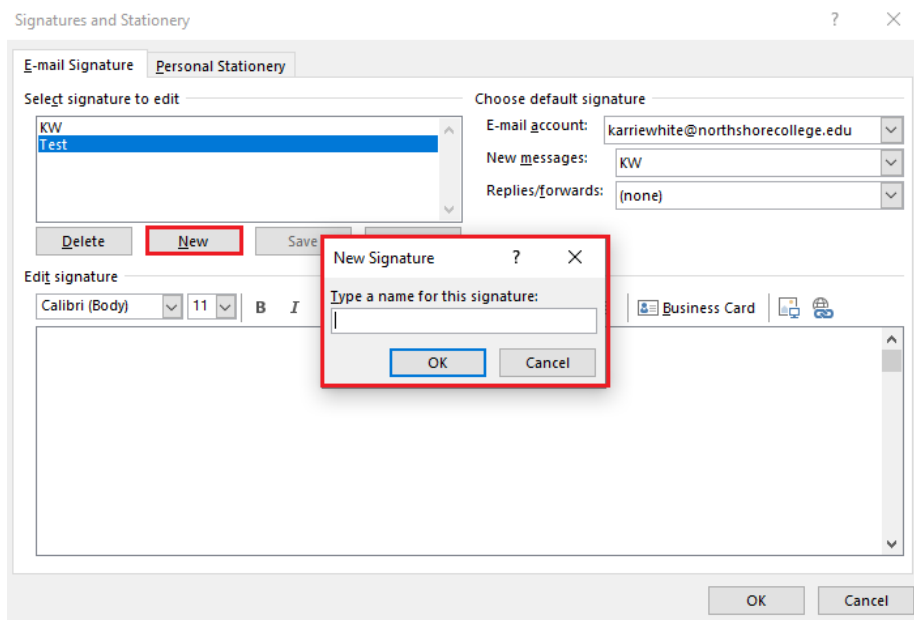 Signatures and Stationery ? ×
E-mail Signature Personal Stationery
Select signature to edit
Choose default signature
KW
Test
E-mail account: karriewhite@northshorecollege.edu
New messages: KW
Replies/forwards: (none)
Delete New Save
New Signature ? ×
Type a name for this signature:
OK Cancel
Edit signature
Calibri (Body) 11 B I Business Card
OK Cancel